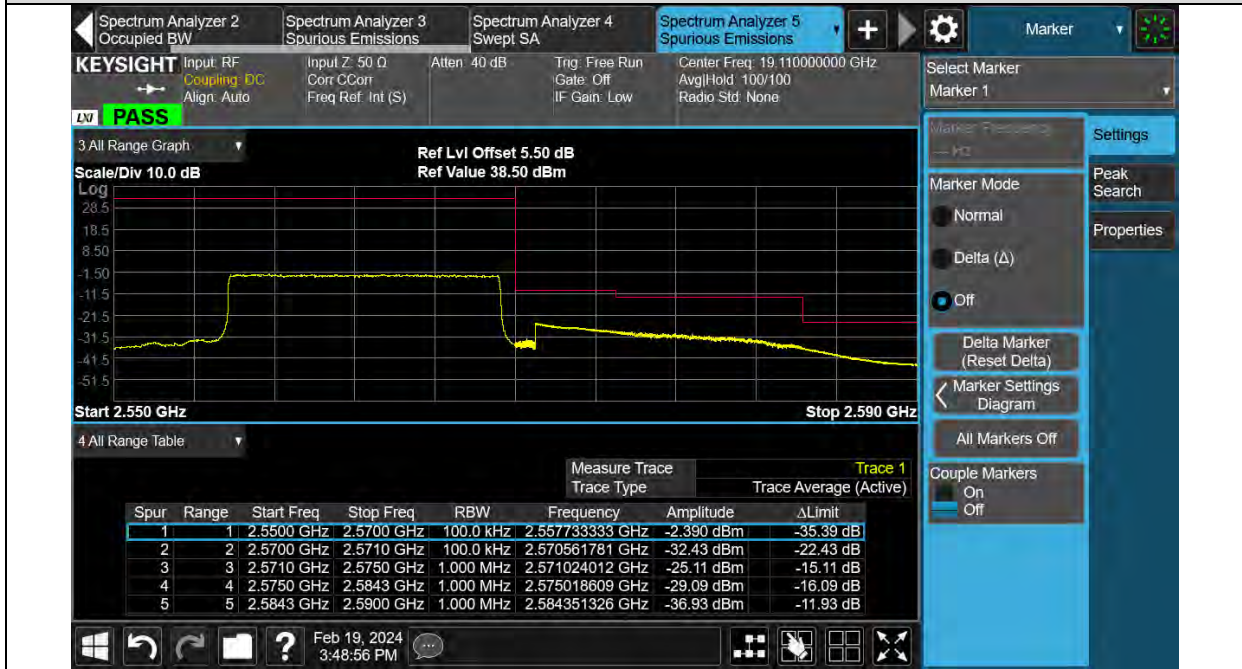 Spectrum Analyzer 2
Occupied BW
Spectrum Analyzer 3
Spurious Emissions
Spectrum Analyzer 4
Swept SA
Spectrum Analyzer 5
Spurious Emissions
+
Marker
KEYSIGHT
Input: RF
Coupling: DC
Align: Auto
Input Z: 50 Ω
Corr CCorr
Freq Ref: Int (S)
Atten: 40 dB
Trig: Free Run
Gate: Off
IF Gain: Low
Center Freq: 19.110000000 GHz
Avg|Hold: 100/100
Radio Std: None
LXI PASS
Select Marker
Marker 1
3 All Range Graph
Ref Lvl Offset 5.50 dB
Scale/Div 10.0 dB
Ref Value 38.50 dBm
Log
28.5
18.5
8.50
-1.50
-11.5
-21.5
-31.5
-41.5
-51.5
Start 2.550 GHz
Stop 2.590 GHz
Marker Frequency
--- Hz
Settings
Peak
Search
Properties
Marker Mode
Normal
Delta (Δ)
Off
Delta Marker
(Reset Delta)
Marker Settings
Diagram
All Markers Off
Couple Markers
On
Off
4 All Range Table
Measure Trace Trace 1
Trace Type Trace Average (Active)
Spur Range Start Freq Stop Freq RBW Frequency Amplitude ΔLimit
1 1 2.5500 GHz 2.5700 GHz 100.0 kHz 2.557733333 GHz -2.390 dBm -35.39 dB
2 2 2.5700 GHz 2.5710 GHz 100.0 kHz 2.570561781 GHz -32.43 dBm -22.43 dB
3 3 2.5710 GHz 2.5750 GHz 1.000 MHz 2.571024012 GHz -25.11 dBm -15.11 dB
4 4 2.5750 GHz 2.5843 GHz 1.000 MHz 2.575018609 GHz -29.09 dBm -16.09 dB
5 5 2.5843 GHz 2.5900 GHz 1.000 MHz 2.584351326 GHz -36.93 dBm -11.93 dB
?
Feb 19, 2024
3:48:56 PM